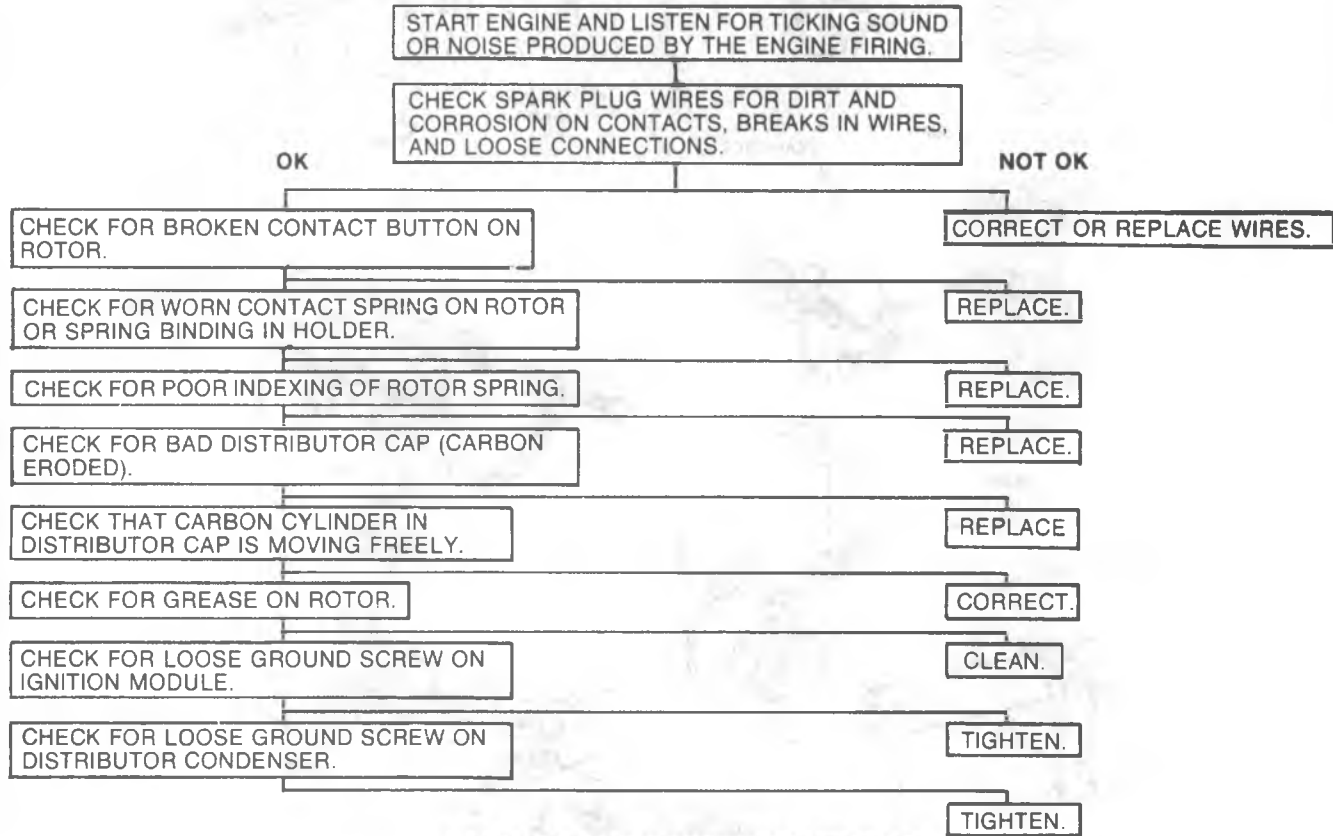 START ENGINE AND LISTEN FOR TICKING SOUND
OR NOISE PRODUCED BY THE ENGINE FIRING.
CHECK SPARK PLUG WIRES FOR DIRT AND
CORROSION ON CONTACTS, BREAKS IN WIRES,
AND LOOSE CONNECTIONS.
OK
NOT OK
CHECK FOR BROKEN CONTACT BUTTON ON
ROTOR.
CORRECT OR REPLACE WIRES.
CHECK FOR WORN CONTACT SPRING ON ROTOR
OR SPRING BINDING IN HOLDER.
REPLACE.
CHECK FOR POOR INDEXING OF ROTOR SPRING.
REPLACE.
CHECK FOR BAD DISTRIBUTOR CAP (CARBON
ERODED).
REPLACE.
CHECK THAT CARBON CYLINDER IN
DISTRIBUTOR CAP IS MOVING FREELY.
REPLACE
CHECK FOR GREASE ON ROTOR.
CORRECT.
CHECK FOR LOOSE GROUND SCREW ON
IGNITION MODULE.
CLEAN.
CHECK FOR LOOSE GROUND SCREW ON
DISTRIBUTOR CONDENSER.
TIGHTEN.
TIGHTEN.